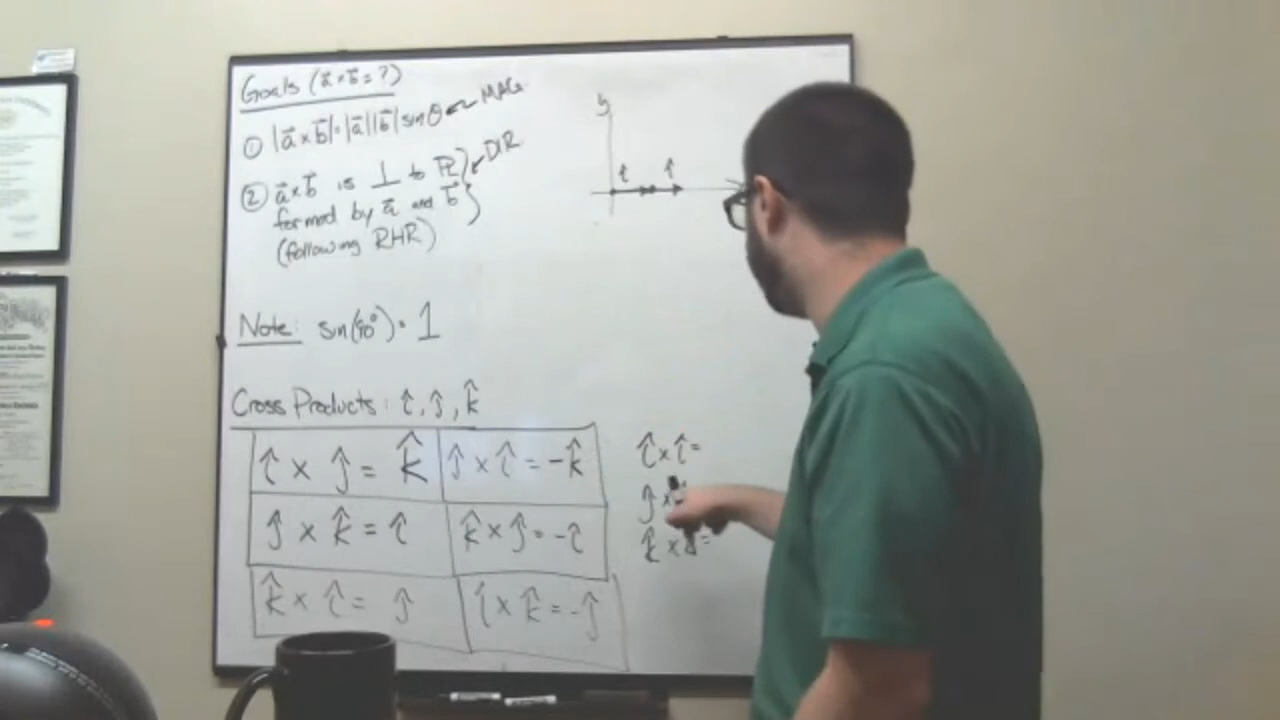 Goals (a⃗×b⃗=?)
① |a⃗×b⃗|=|a⃗||b⃗|sinθ ← MAG
② a⃗×b⃗ is ⊥ to PL ← DIR
formed by a⃗ and b⃗
(following RHR)
Note: sin(90°)=1
Cross Products: î, ĵ, k̂
î × ĵ = k̂ ĵ × î = -k̂
ĵ × k̂ = î k̂ × ĵ = -î
k̂ × î = ĵ î × k̂ = -ĵ
y
î î
î×î=
ĵ×
k̂×